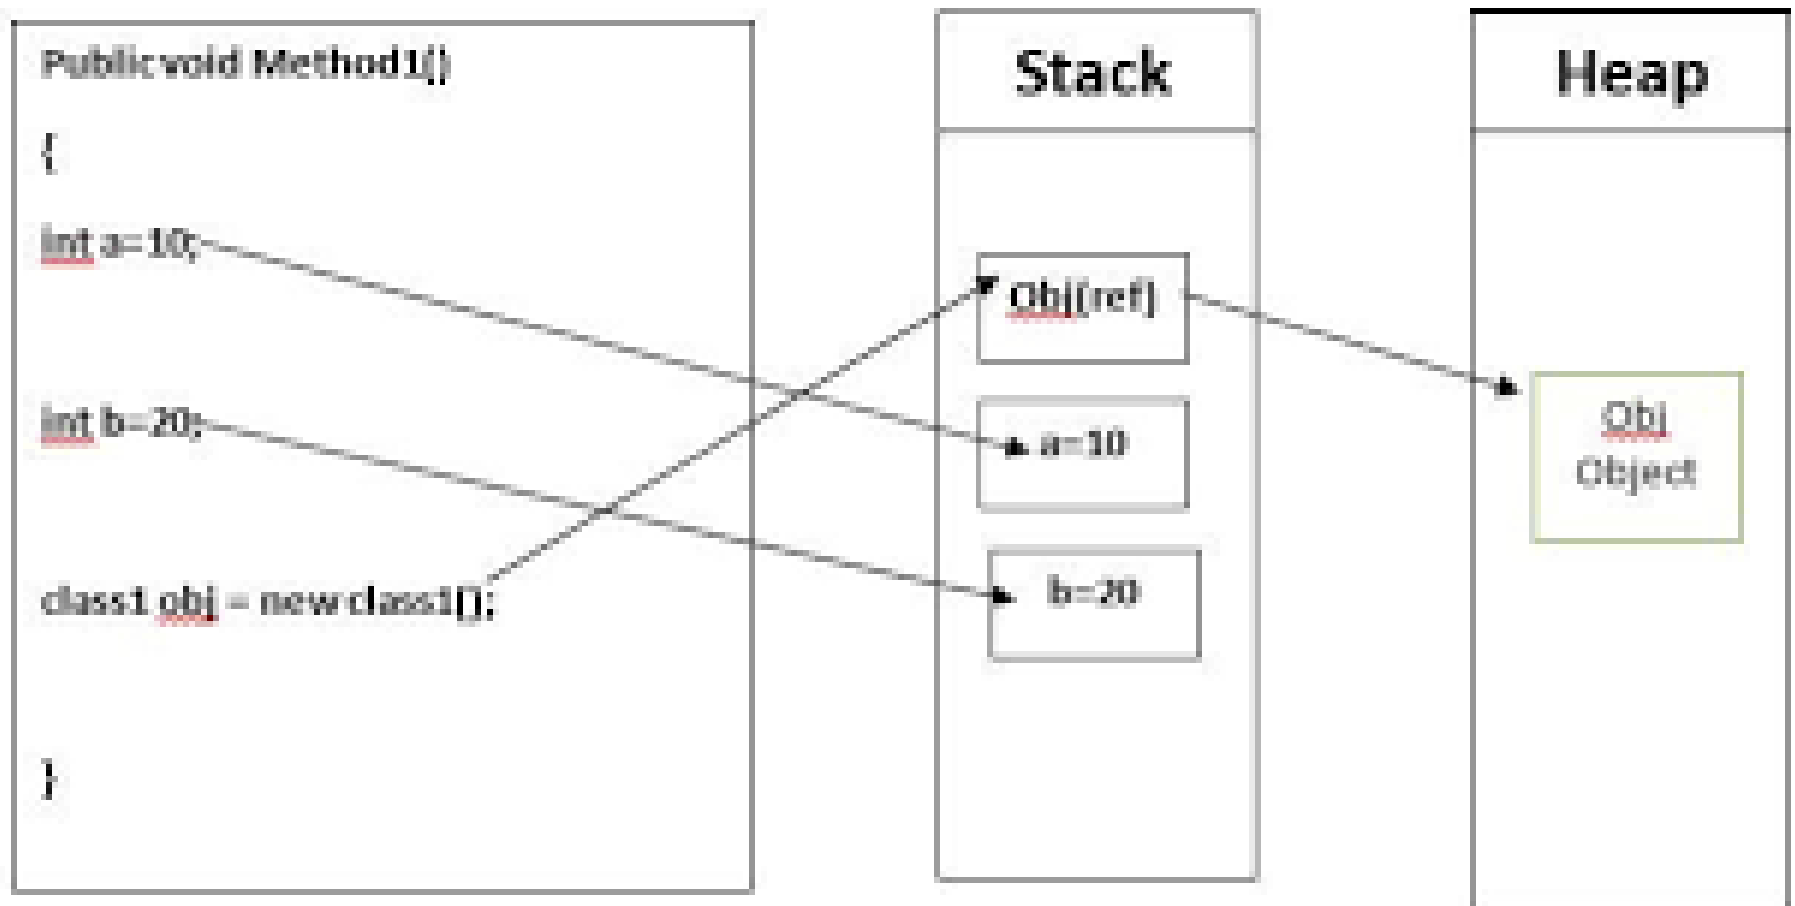 Public void Method1()
{
int a=10;
int b=20;
class1 obj = new class1();
}
Stack
Obj(ref)
a=10
b=20
Heap
Obj
Object